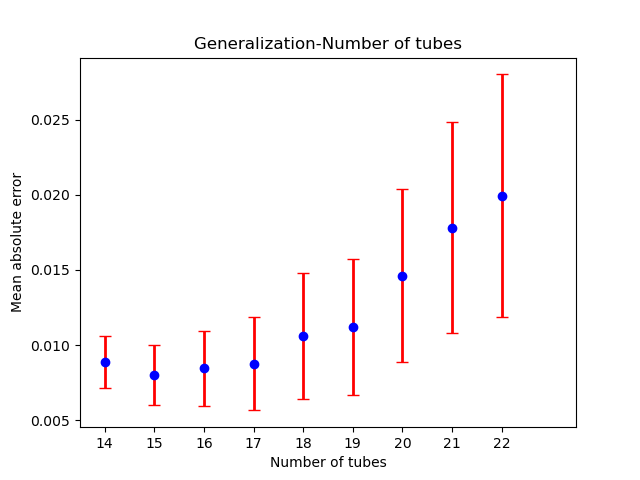 Generalization-Number of tubes
Mean absolute error
0.025
0.020
0.015
0.010
0.005
14 15 16 17 18 19 20 21 22
Number of tubes